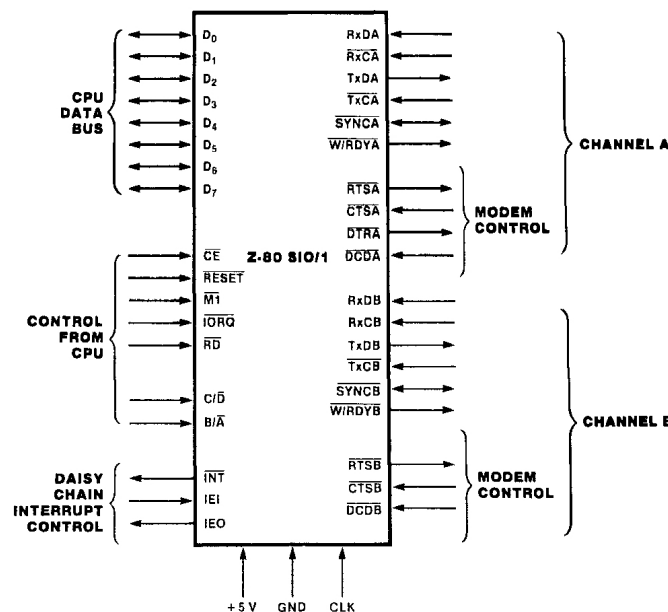 CPU
DATA
BUS
D0
D1
D2
D3
D4
D5
D6
D7
CONTROL
FROM
CPU
CE
RESET
M1
IORQ
RD
C/D
B/A
DAISY
CHAIN
INTERRUPT
CONTROL
INT
IEI
IEO
Z-80 SIO/1
RxDA
RxCA
TxDA
TxCA
SYNCA
W/RDYA
RTSA
CTSA
DTRA
DCDA
MODEM
CONTROL
CHANNEL A
RxDB
RxCB
TxDB
TxCB
SYNCB
W/RDYB
RTSB
CTSB
DCDB
MODEM
CONTROL
CHANNEL B
+5 V
GND
CLK